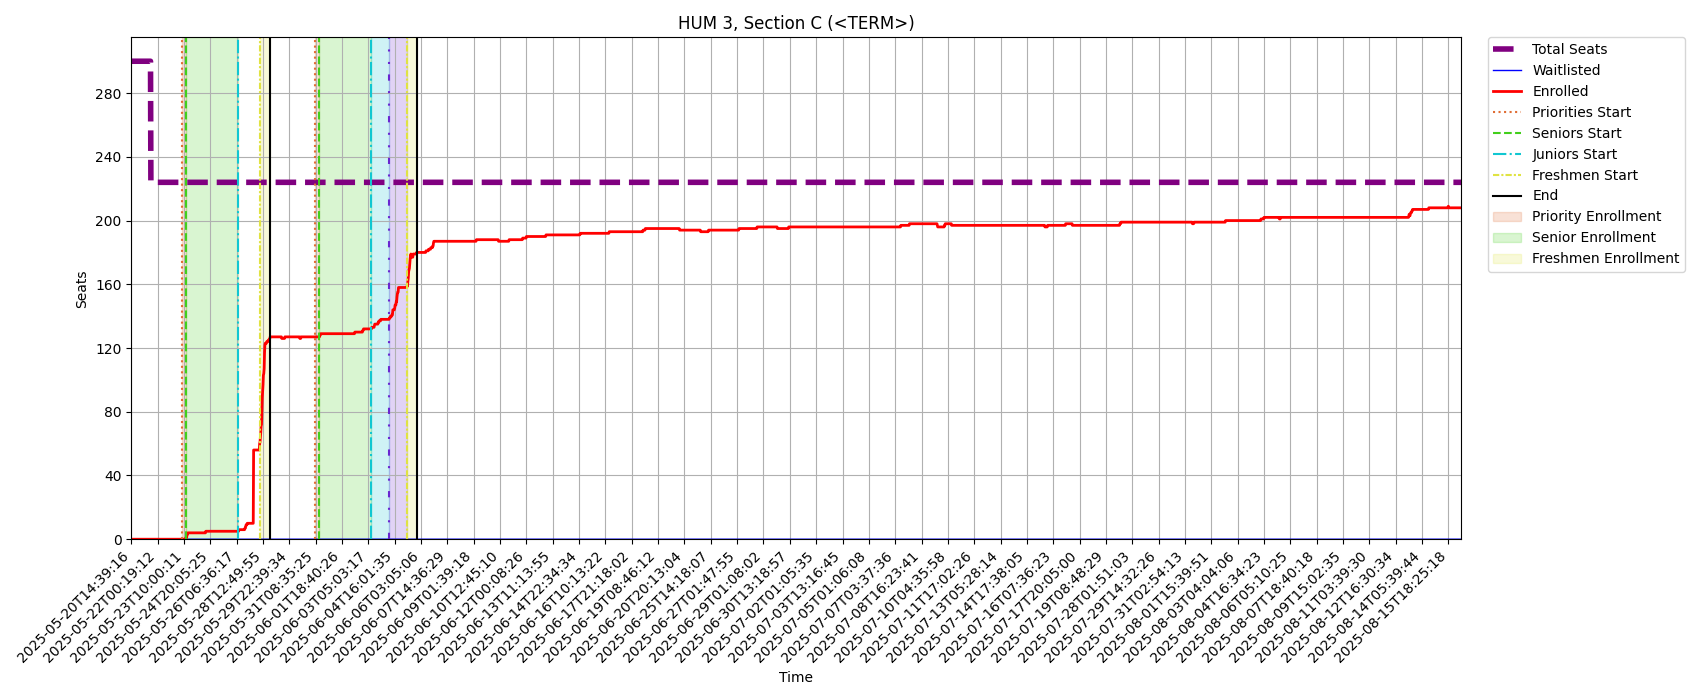 HUM 3, Section C (<TERM>)
Total Seats
Waitlisted
Enrolled
Priorities Start
Seniors Start
Juniors Start
Freshmen Start
End
Priority Enrollment
Senior Enrollment
Freshmen Enrollment
Seats
280
240
200
160
120
80
40
0
2025-05-20T14:39:16
2025-05-22T00:19:12
2025-05-23T10:00:11
2025-05-24T20:05:25
2025-05-26T06:36:17
2025-05-28T12:49:55
2025-05-29T22:39:34
2025-05-31T08:35:25
2025-06-01T18:40:26
2025-06-03T05:03:17
2025-06-04T16:01:35
2025-06-06T03:05:06
2025-06-07T14:36:29
2025-06-10T01:39:18
2025-06-10T12:45:10
2025-06-12T00:08:26
2025-06-13T11:13:55
2025-06-14T22:34:34
2025-06-16T10:13:22
2025-06-17T21:18:02
2025-06-19T08:46:12
2025-06-20T20:13:04
2025-06-25T14:18:07
2025-06-27T01:47:55
2025-06-29T01:08:02
2025-06-30T13:18:57
2025-07-02T01:05:35
2025-07-03T13:16:45
2025-07-05T01:06:08
2025-07-07T03:37:36
2025-07-08T16:23:41
2025-07-10T04:35:58
2025-07-11T17:02:26
2025-07-13T05:28:14
2025-07-14T17:38:05
2025-07-16T07:36:23
2025-07-17T20:05:00
2025-07-19T08:48:29
2025-07-28T01:51:03
2025-07-29T14:32:26
2025-07-31T02:54:13
2025-08-01T15:39:51
2025-08-03T04:04:06
2025-08-04T16:34:23
2025-08-06T05:10:25
2025-08-07T18:40:18
2025-08-09T15:02:35
2025-08-11T03:39:30
2025-08-12T16:30:34
2025-08-14T05:39:44
2025-08-15T18:25:18
Time